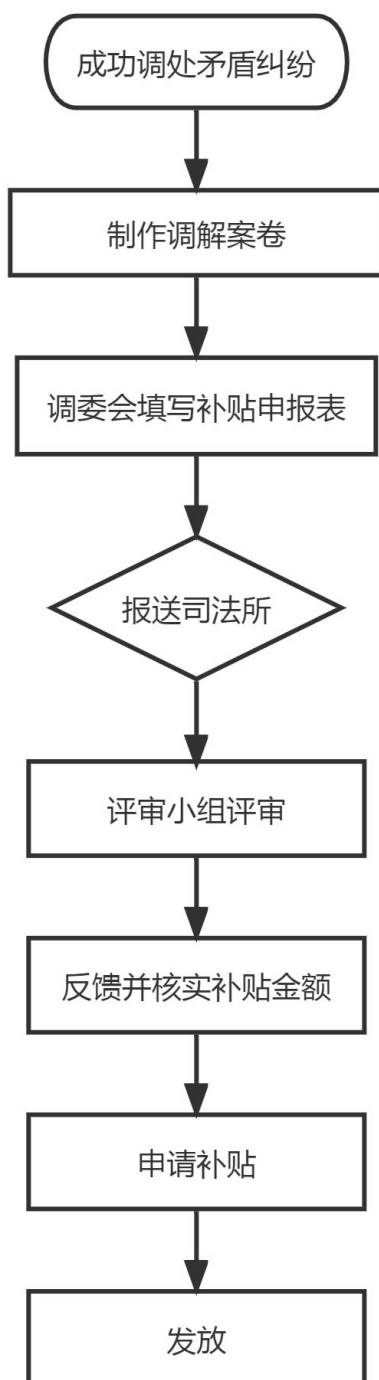 成功调处矛盾纠纷
制作调解案卷
调委会填写补贴申报表
报送司法所
评审小组评审
反馈并核实补贴金额
申请补贴
发放